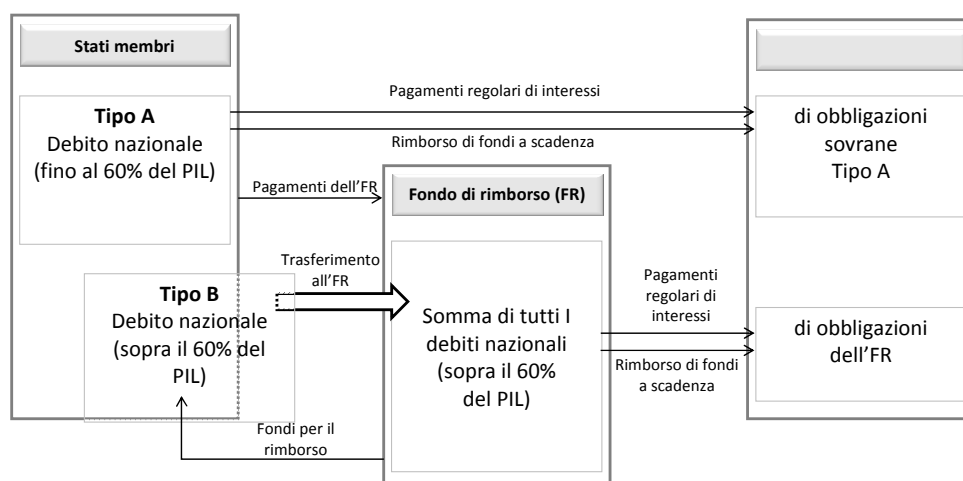 Stati membri
Tipo A
Debito nazionale
(fino al 60% del PIL)
Pagamenti regolari di interessi
Rimborso di fondi a scadenza
di obbligazioni
sovrane
Tipo A
Pagamenti dell’FR
Fondo di rimborso (FR)
Trasferimento
all’FR
Tipo B
Debito nazionale
(sopra il 60% del
PIL)
Somma di tutti I
debiti nazionali
(sopra il 60%
del PIL)
Pagamenti
regolari di
interessi
Rimborso di fondi
a scadenza
di obbligazioni
dell’FR
Fondi per il
rimborso